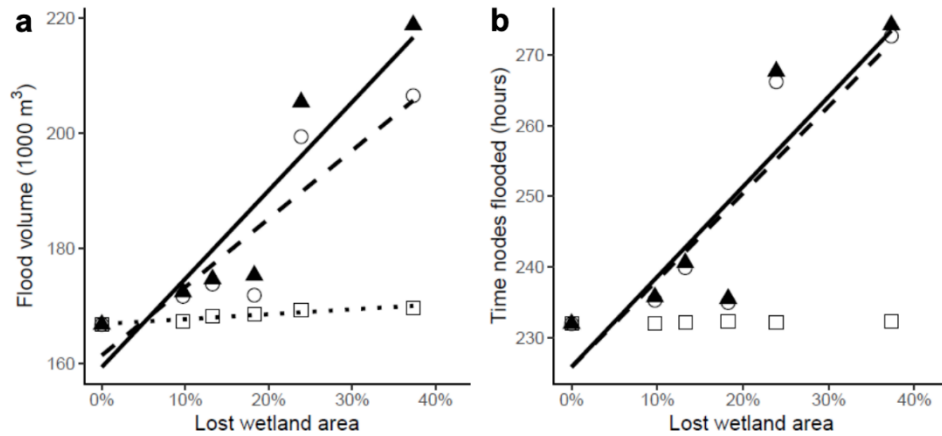 a
Flood volume (1000 m³)
220
200
180
160
0% 10% 20% 30% 40%
Lost wetland area
b
Time nodes flooded (hours)
270
260
250
240
230
0% 10% 20% 30% 40%
Lost wetland area